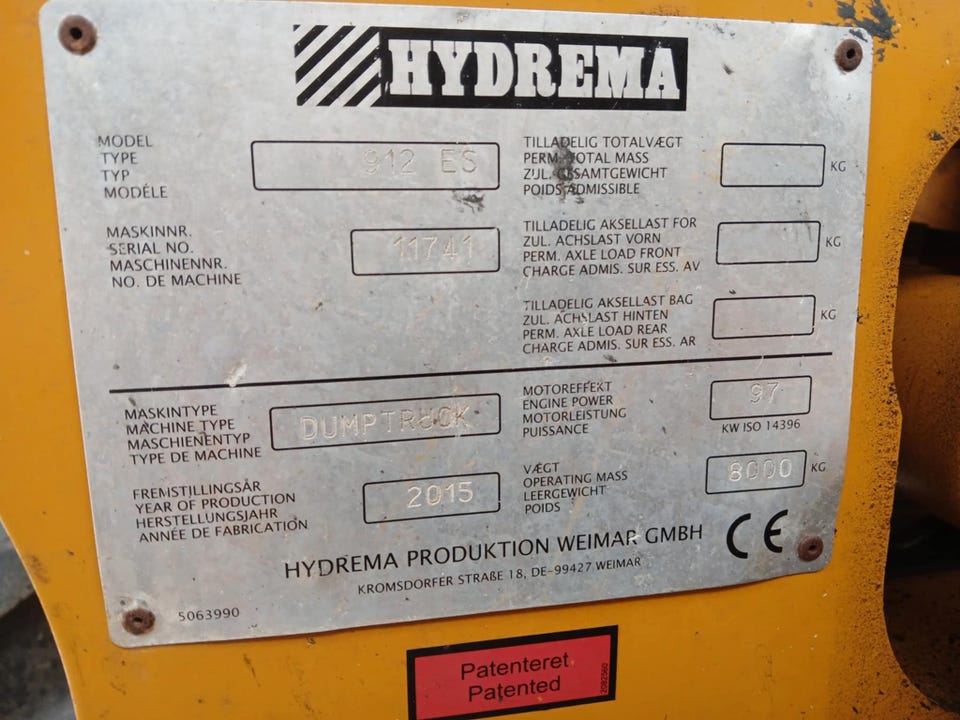 HYDREMA
MODEL
TYPE
TYP
MODÉLE
912 ES
MASKINNR.
SERIAL NO.
MASCHINENNR.
NO. DE MACHINE
11741
TILLADELIG TOTALVÆGT
PERM. TOTAL MASS
ZUL. GESAMTGEWICHT
POIDS ADMISSIBLE
KG
TILLADELIG AKSELLAST FOR
ZUL. ACHSLAST VORN
PERM. AXLE LOAD FRONT
CHARGE ADMIS. SUR ESS. AV
KG
TILLADELIG AKSELLAST BAG
ZUL. ACHSLAST HINTEN
PERM. AXLE LOAD REAR
CHARGE ADMIS. SUR ESS. AR
KG
MASKINTYPE
MACHINE TYPE
MASCHIENENTYP
TYPE DE MACHINE
DUMPTRUCK
FREMSTILLINGSÅR
YEAR OF PRODUCTION
HERSTELLUNGSJAHR
ANNÉE DE FABRICATION
2015
MOTOREFFEKT
ENGINE POWER
MOTORLEISTUNG
PUISSANCE
97
KW ISO 14396
VÆGT
OPERATING MASS
LEERGEWICHT
POIDS
8000 KG
HYDREMA PRODUKTION WEIMAR GMBH
KROMSDORFER STRAßE 18, DE-99427 WEIMAR
CE
5063990
Patenteret
Patented
2082560